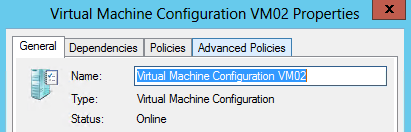 Virtual Machine Configuration VM02 Properties
x
General Dependencies Policies Advanced Policies
Name: Virtual Machine Configuration VM02
Type: Virtual Machine Configuration
Status: Online